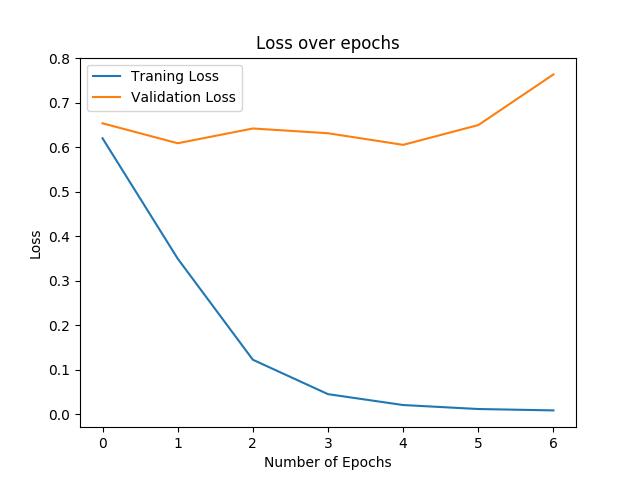 Loss over epochs
Traning Loss
Validation Loss
0.8
0.7
0.6
0.5
0.4
0.3
0.2
0.1
0.0
Loss
0 1 2 3 4 5 6
Number of Epochs